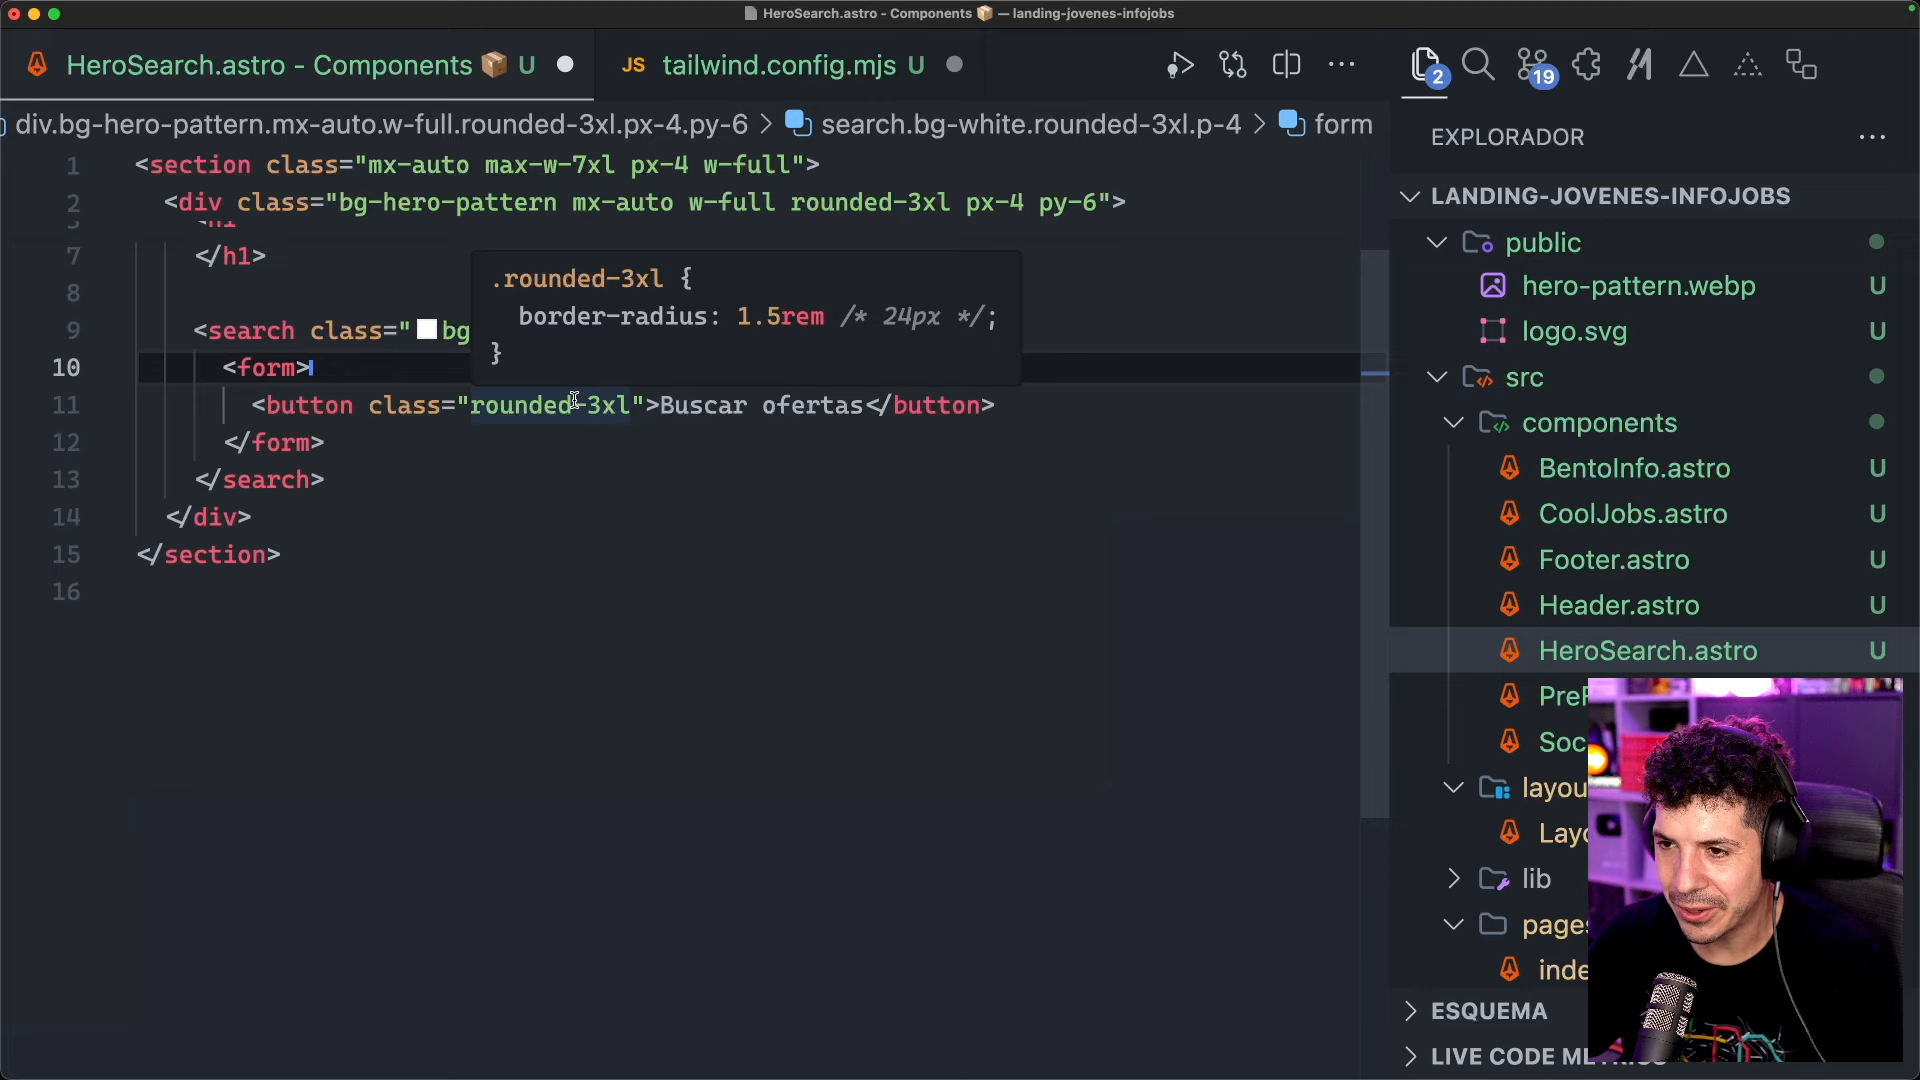 HeroSearch.astro - Components 📦 — landing-jovenes-infojobs
HeroSearch.astro - Components 📦 U
JS tailwind.config.mjs U
2
19
div.bg-hero-pattern.mx-auto.w-full.rounded-3xl.px-4.py-6 > search.bg-white.rounded-3xl.p-4 > form
1 <section class="mx-auto max-w-7xl px-4 w-full">
2 <div class="bg-hero-pattern mx-auto w-full rounded-3xl px-4 py-6">
7 </h1>
8
9 <search class="bg
10 <form>
11 <button class="rounded-3xl">Buscar ofertas</button>
12 </form>
13 </search>
14 </div>
15 </section>
16
.rounded-3xl {
border-radius: 1.5rem /* 24px */;
}
EXPLORADOR
LANDING-JOVENES-INFOJOBS
public
hero-pattern.webp U
logo.svg U
src
components
BentoInfo.astro U
CoolJobs.astro U
Footer.astro U
Header.astro U
HeroSearch.astro U
lib
ESQUEMA
LIVE CODE